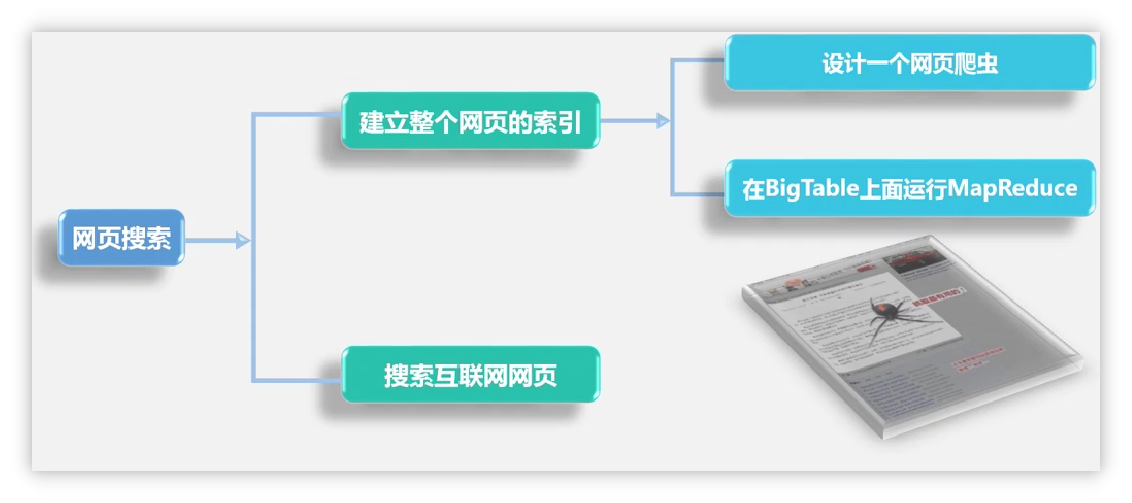 设计一个网页爬虫
建立整个网页的索引
在BigTable上面运行MapReduce
网页搜索
搜索互联网网页